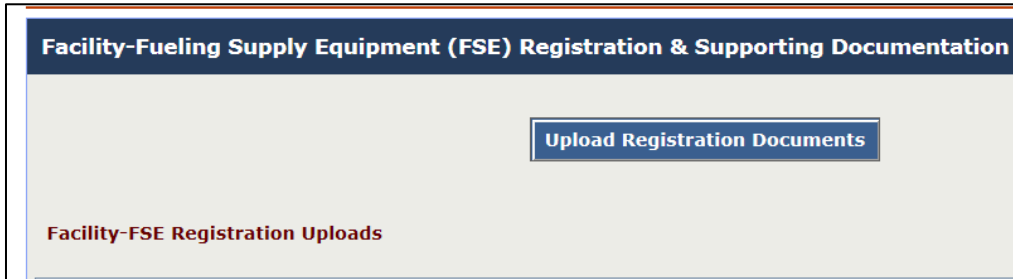 Facility-Fueling Supply Equipment (FSE) Registration & Supporting Documentation
Upload Registration Documents
Facility-FSE Registration Uploads